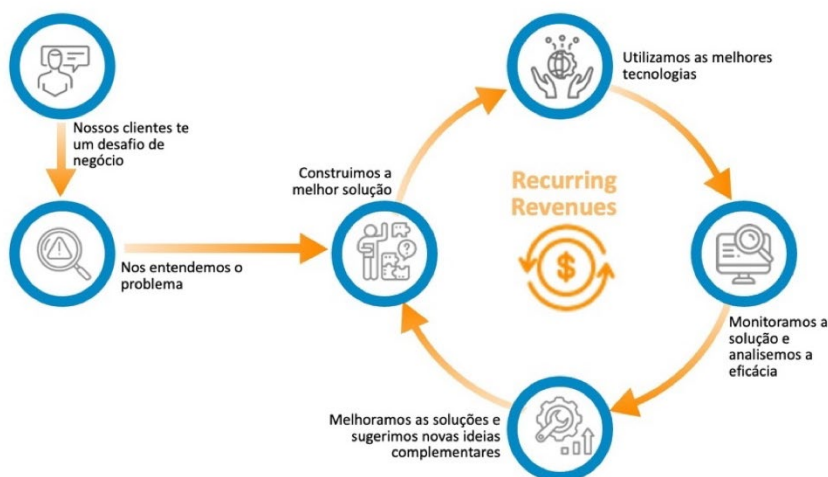 Nossos clientes te
um desafio de
negócio
Nos entendemos o
problema
Construimos a
melhor solução
Utilizamos as melhores
tecnologias
Recurring
Revenues
$
Monitoramos a
solução e
analisemos a
eficácia
Melhoramos as soluções e
sugerimos novas ideias
complementares
?